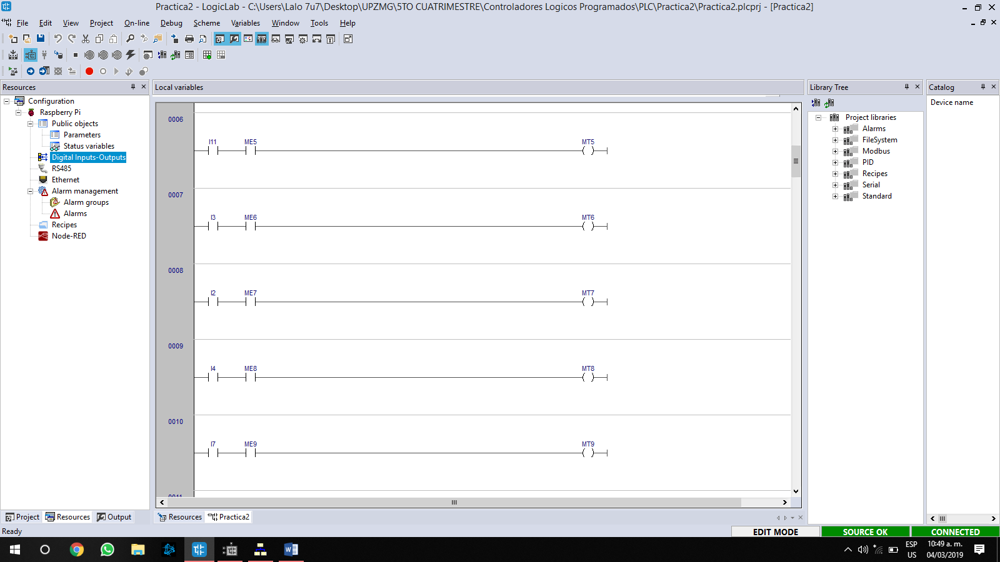 Practica2 - LogicLab - C:\Users\Lalo 7u7\Desktop\UPZMG\5TO CUATRIMESTRE\Controladores Logicos Programados\PLC\Practica2\Practica2.plcprj - [Practica2]
File Edit View Project On-line Debug Scheme Variables Window Tools Help
Resources
Configuration
Raspberry Pi
Public objects
Parameters
Status variables
Digital Inputs-Outputs
RS485
Ethernet
Alarm management
Alarm groups
Alarms
Recipes
Node-RED
Project Resources Output
Local variables
0006
I11 ME5 MT5
0007
I3 ME6 MT6
0008
I2 ME7 MT7
0009
I4 ME8 MT8
0010
I7 ME9 MT9
0011
Resources Practica2
Library Tree
Project libraries
Alarms
FileSystem
Modbus
PID
Recipes
Serial
Standard
Catalog
Device name
Ready
EDIT MODE SOURCE OK CONNECTED
ESP
US
10:49 a. m.
04/03/2019